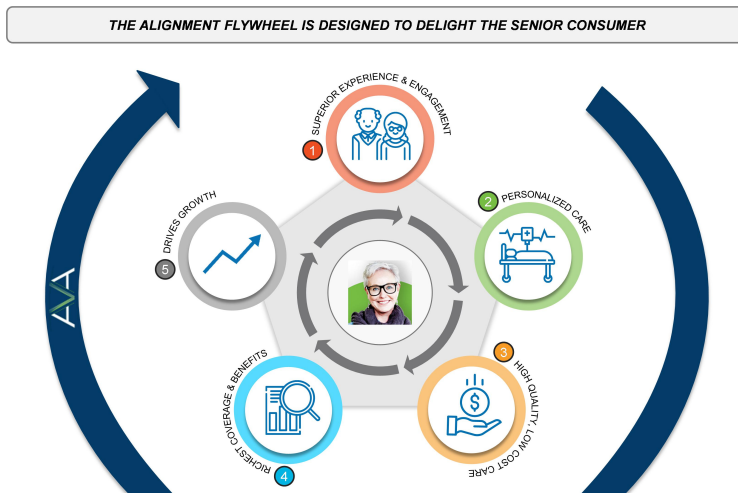 THE ALIGNMENT FLYWHEEL IS DESIGNED TO DELIGHT THE SENIOR CONSUMER
SUPERIOR EXPERIENCE & ENGAGEMENT
1
2
PERSONALIZED CARE
DRIVES GROWTH
5
AVA
3
HIGH QUALITY, LOW COST CARE
$
RICHEST COVERAGE & BENEFITS
4